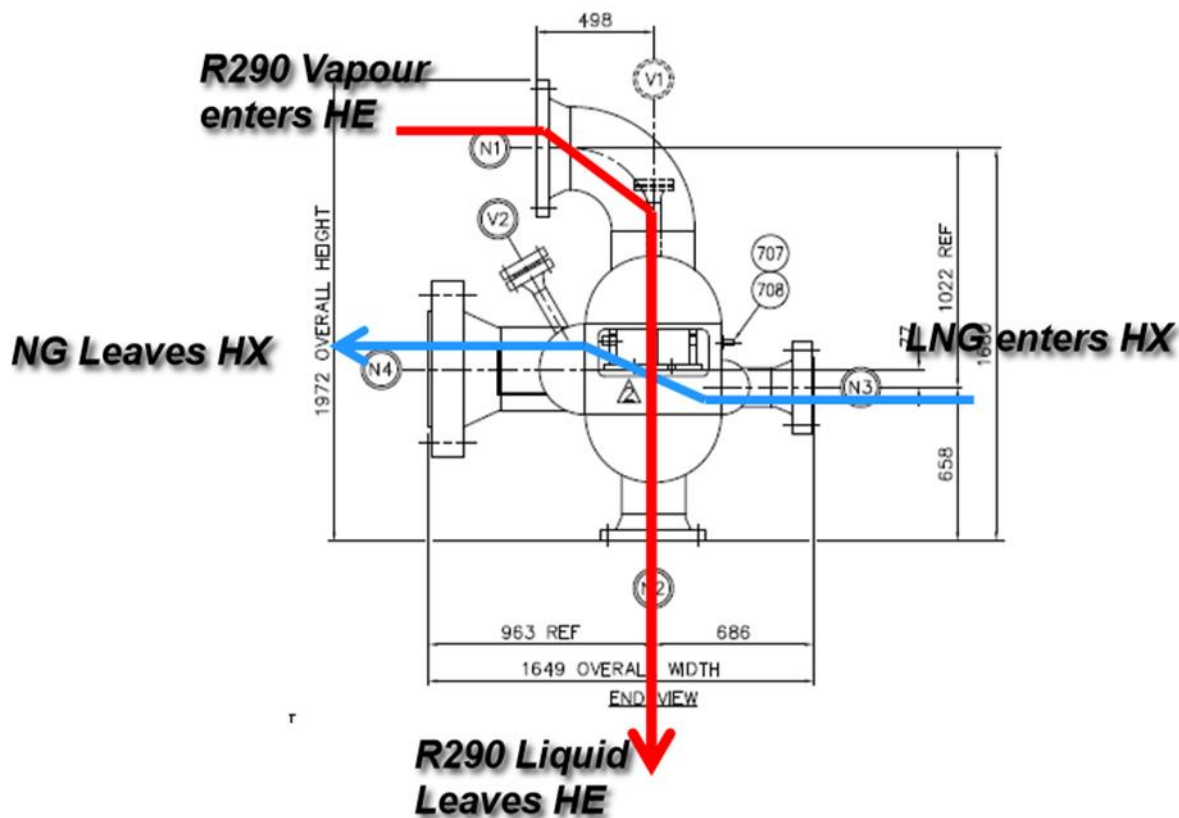 498
R290 Vapour
enters HE
V1
N1
V2
707
708
1972 OVERALL HEIGHT
1022 REF
77
NG Leaves HX
LNG enters HX
N4
N3
2
658
N2
963 REF
686
1649 OVERALL WIDTH
END VIEW
R290 Liquid
Leaves HE